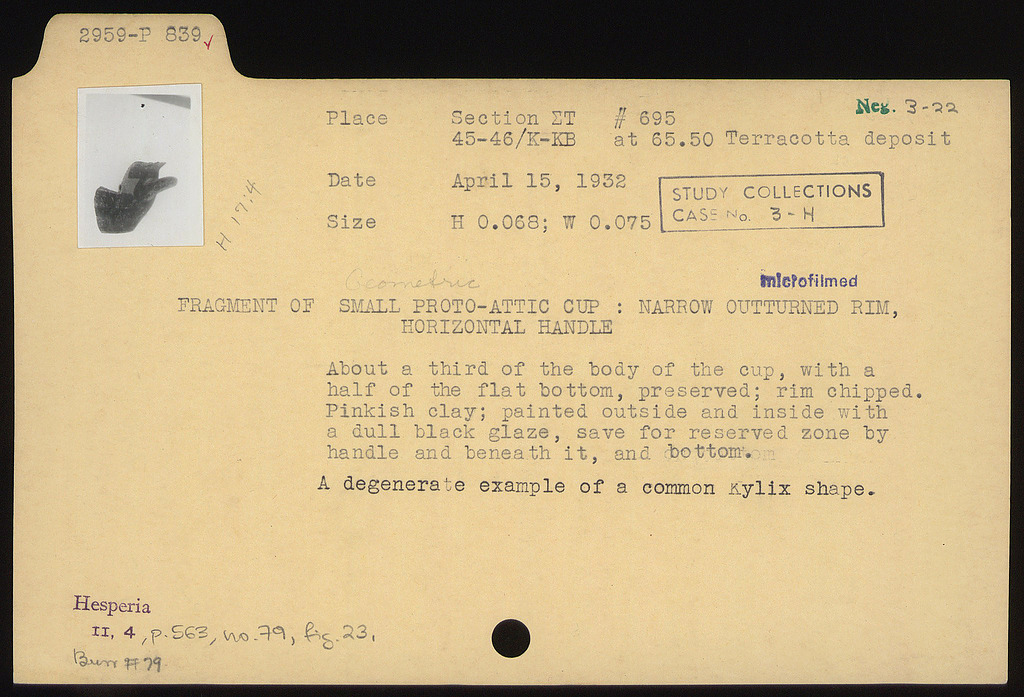 2959-P 839 ✓
Neg. 3-22
Place Section ΣΤ # 695
45-46/K-KB at 65.50 Terracotta deposit
Date April 15, 1932
STUDY COLLECTIONS
CASE No. 3-H
Size H 0.068; W 0.075
H 17:4
Geometric
microfilmed
FRAGMENT OF SMALL PROTO-ATTIC CUP : NARROW OUTTURNED RIM,
HORIZONTAL HANDLE
About a third of the body of the cup, with a
half of the flat bottom, preserved; rim chipped.
Pinkish clay; painted outside and inside with
a dull black glaze, save for reserved zone by
handle and beneath it, and bottom.
A degenerate example of a common Kylix shape.
Hesperia
II, 4, p. 563, no. 79, fig. 23.
Burr # 79